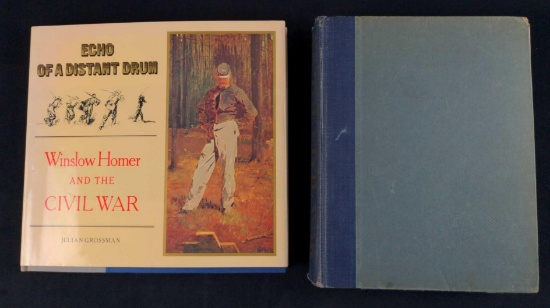 ECHO
OF A DISTANT DRUM
Winslow Homer
AND THE
CIVIL WAR
JULIAN GROSSMAN